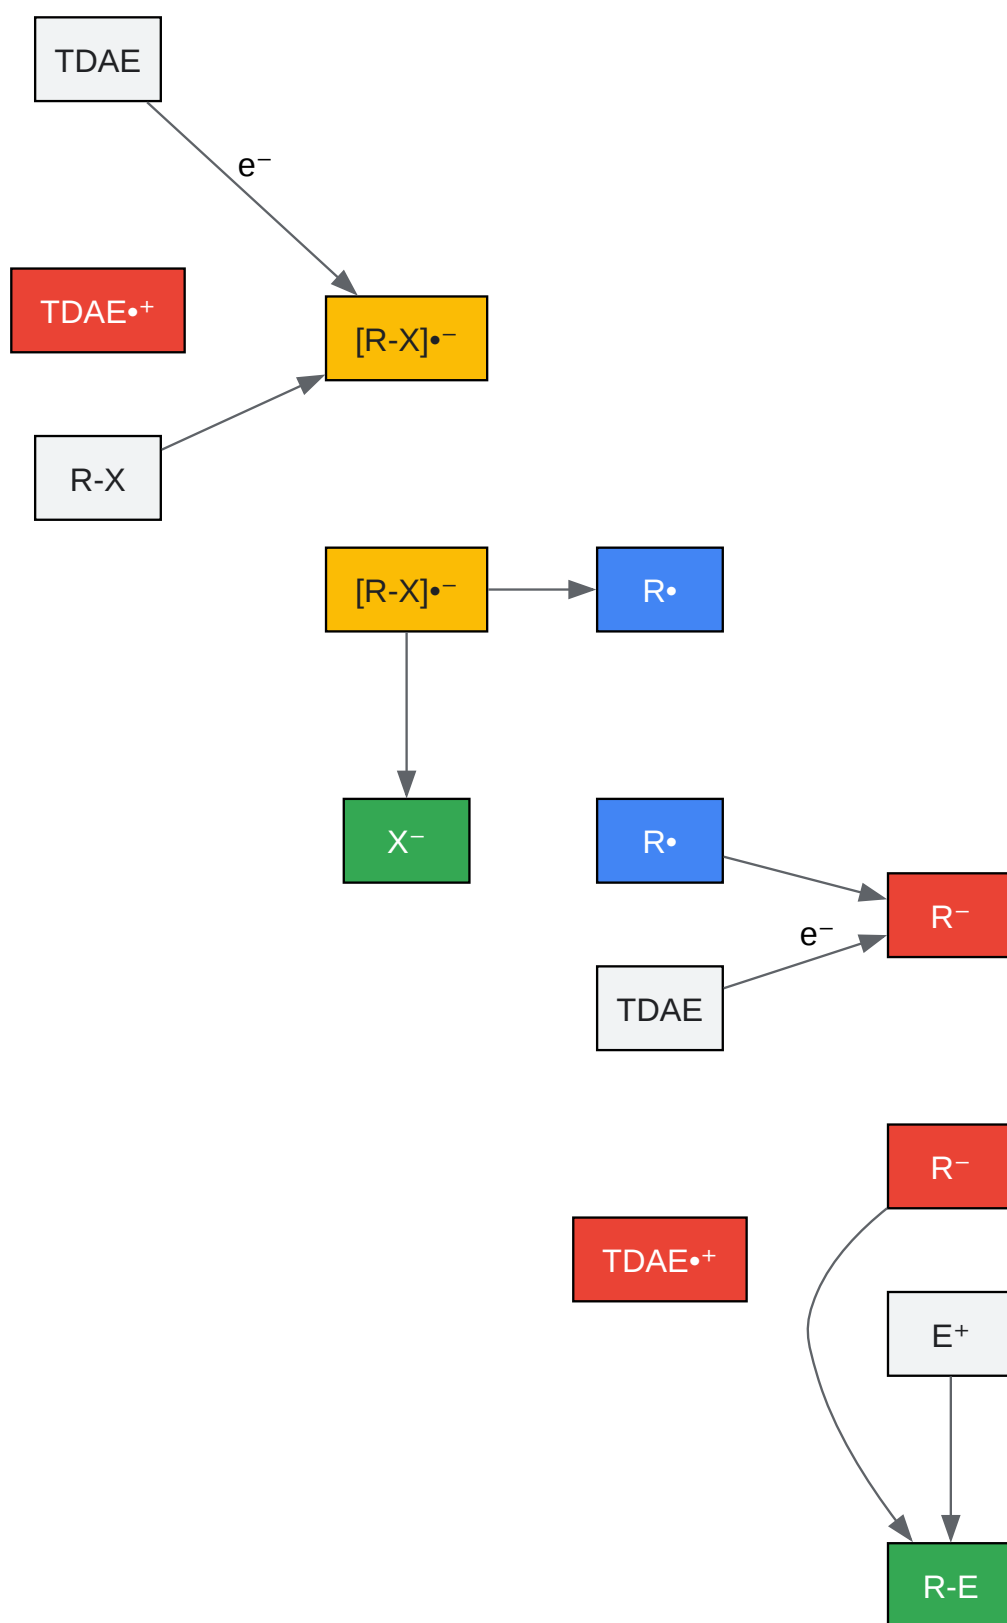 TDAE
e⁻
TDAE•⁺
[R-X]•⁻
R-X
[R-X]•⁻
R•
X⁻
R•
R⁻
e⁻
TDAE
R⁻
TDAE•⁺
E⁺
R-E